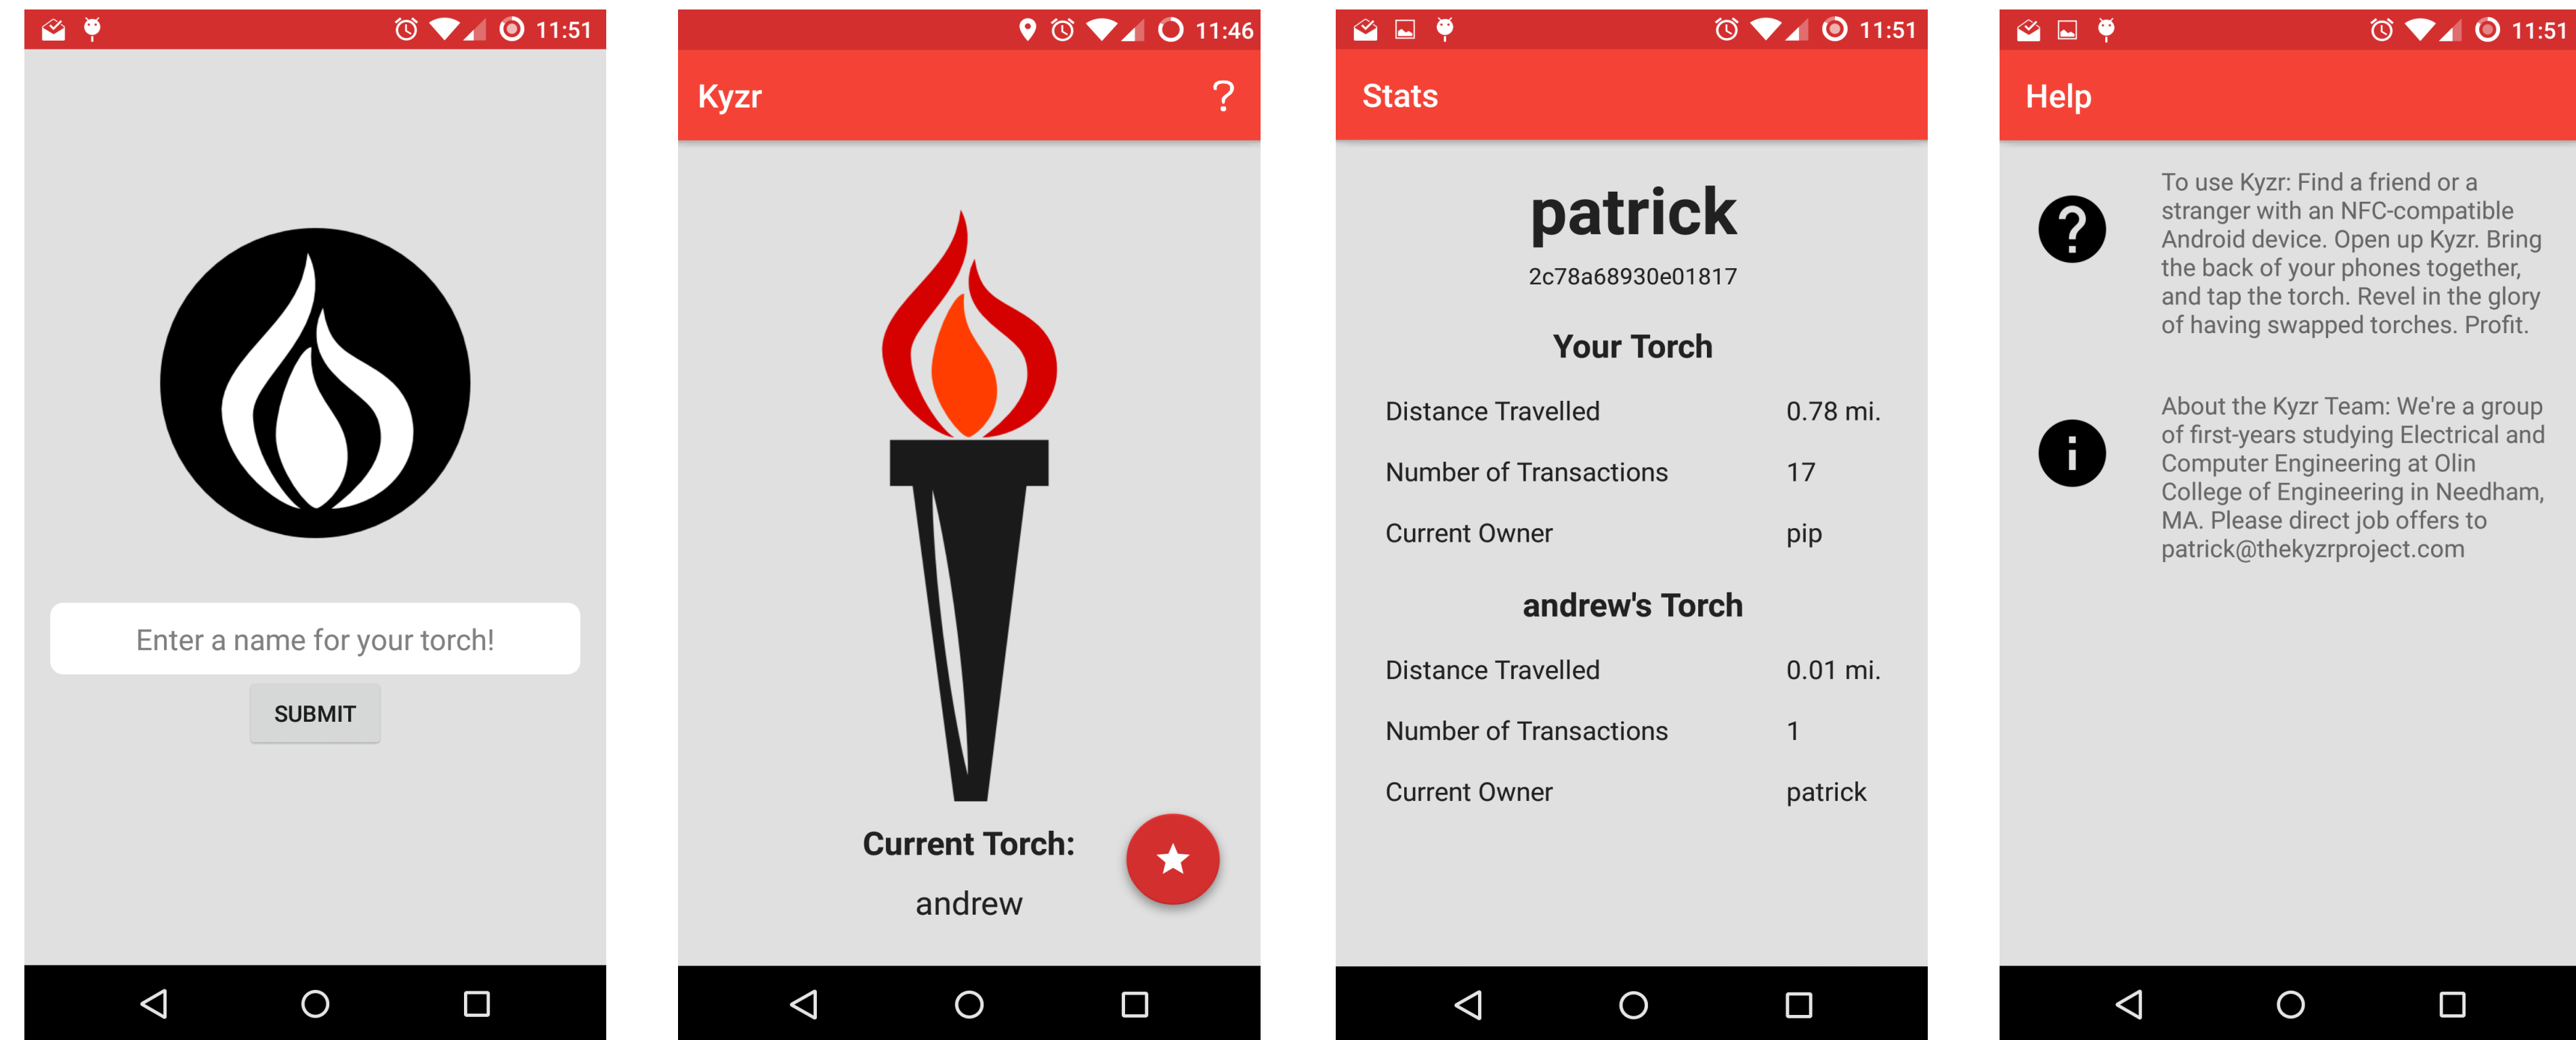 11:51
Enter a name for your torch!
SUBMIT
11:46
Kyzr
?
Current Torch:
andrew
11:51
Stats
patrick
2c78a68930e01817
Your Torch
Distance Travelled 0.78 mi.
Number of Transactions 17
Current Owner pip
andrew's Torch
Distance Travelled 0.01 mi.
Number of Transactions 1
Current Owner patrick
11:51
Help
To use Kyzr: Find a friend or a
stranger with an NFC-compatible
Android device. Open up Kyzr. Bring
the back of your phones together,
and tap the torch. Revel in the glory
of having swapped torches. Profit.
About the Kyzr Team: We're a group
of first-years studying Electrical and
Computer Engineering at Olin
College of Engineering in Needham,
MA. Please direct job offers to
patrick@thekyzrproject.com